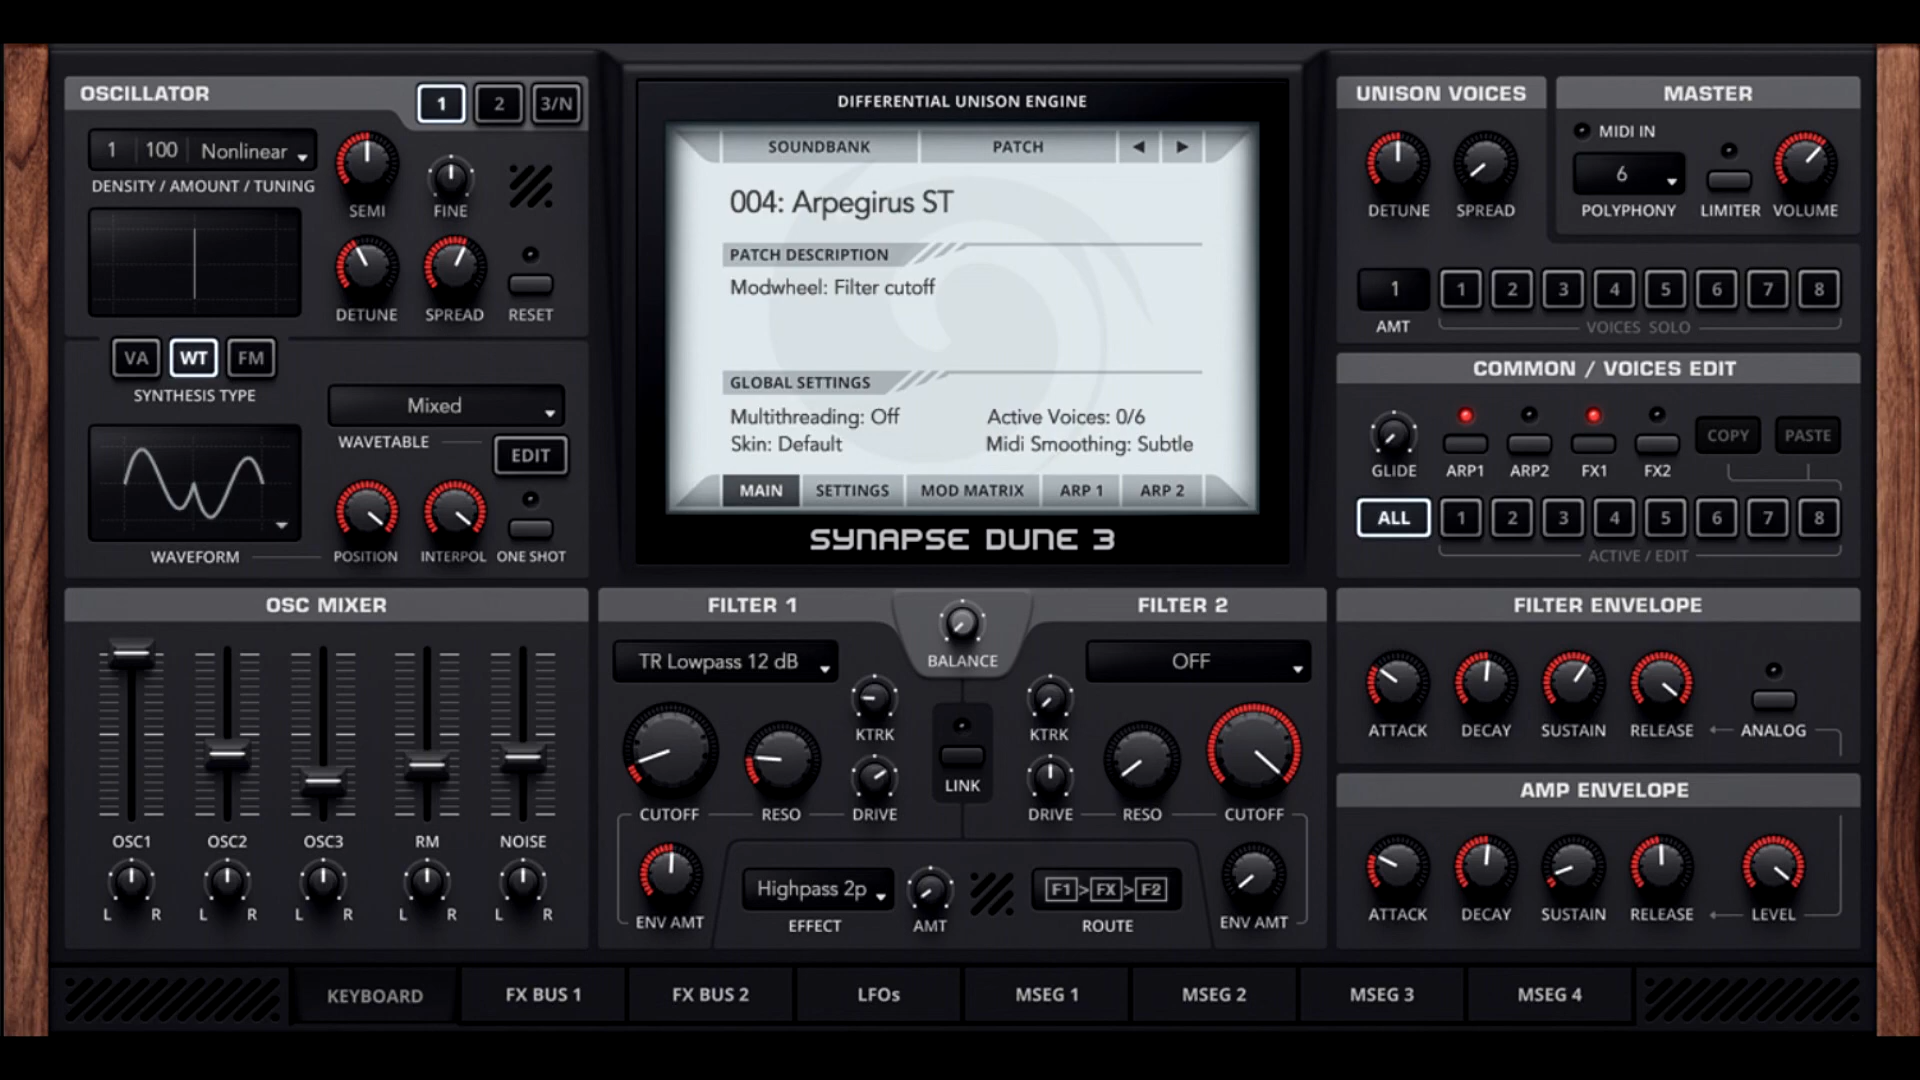 OSCILLATOR
1 2 3/N
1 100 Nonlinear
DENSITY / AMOUNT / TUNING
SEMI FINE
DETUNE SPREAD RESET
VA WT FM
SYNTHESIS TYPE
Mixed
WAVETABLE
EDIT
WAVEFORM POSITION INTERPOL ONE SHOT
DIFFERENTIAL UNISON ENGINE
SOUNDBANK PATCH
004: Arpegirus ST
PATCH DESCRIPTION
Modwheel: Filter cutoff
GLOBAL SETTINGS
Multithreading: Off Active Voices: 0/6
Skin: Default Midi Smoothing: Subtle
MAIN SETTINGS MOD MATRIX ARP 1 ARP 2
SYNAPSE DUNE 3
UNISON VOICES
DETUNE SPREAD
MASTER
MIDI IN
6
POLYPHONY LIMITER VOLUME
1 1 2 3 4 5 6 7 8
AMT VOICES SOLO
COMMON / VOICES EDIT
COPY PASTE
GLIDE ARP1 ARP2 FX1 FX2
ALL 1 2 3 4 5 6 7 8
ACTIVE / EDIT
OSC MIXER
OSC1 OSC2 OSC3 RM NOISE
L R L R L R L R L R
FILTER 1 FILTER 2
TR Lowpass 12 dB BALANCE OFF
KTRK KTRK
LINK
CUTOFF RESO DRIVE DRIVE RESO CUTOFF
Highpass 2p F1>FX>F2
ENV AMT EFFECT AMT ROUTE ENV AMT
FILTER ENVELOPE
ATTACK DECAY SUSTAIN RELEASE ANALOG
AMP ENVELOPE
ATTACK DECAY SUSTAIN RELEASE LEVEL
KEYBOARD FX BUS 1 FX BUS 2 LFOs MSEG 1 MSEG 2 MSEG 3 MSEG 4